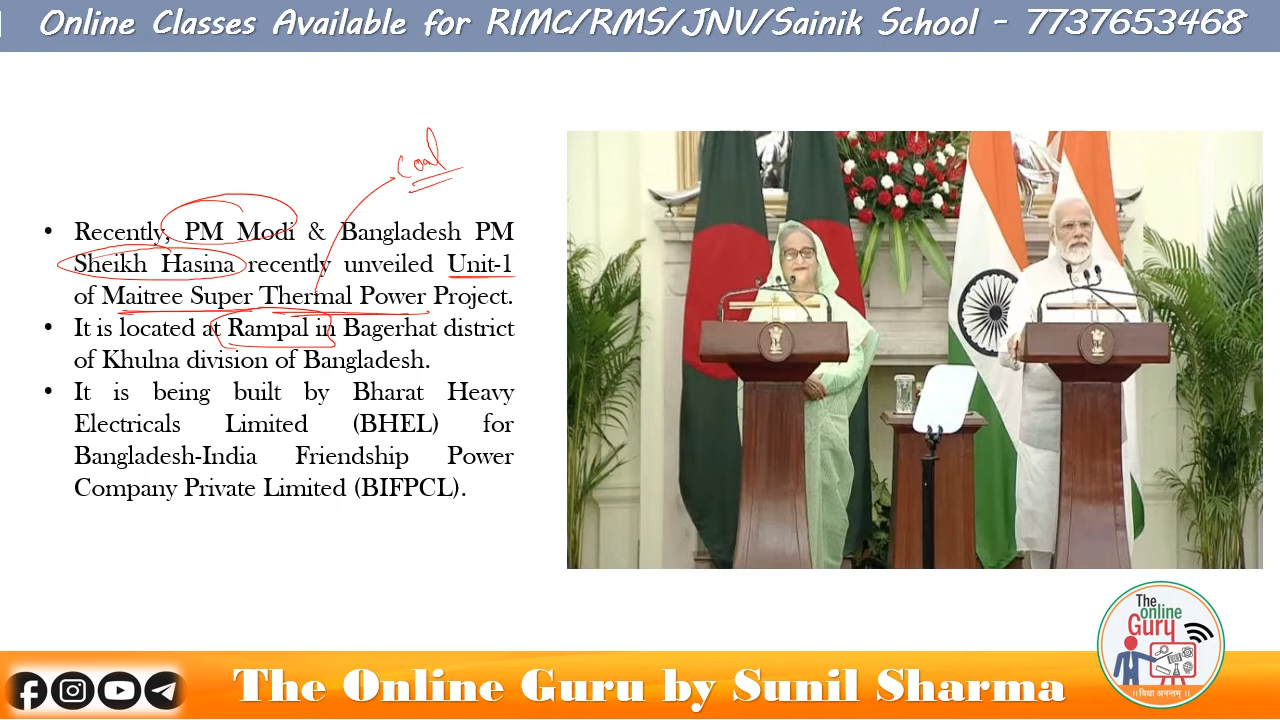 Online Classes Available for RIMC/RMS/JNV/Sainik School - 7737653468
coal
• Recently, PM Modi & Bangladesh PM
Sheikh Hasina recently unveiled Unit-1
of Maitree Super Thermal Power Project.
• It is located at Rampal in Bagerhat district
of Khulna division of Bangladesh.
• It is being built by Bharat Heavy
Electricals Limited (BHEL) for
Bangladesh-India Friendship Power
Company Private Limited (BIFPCL).
The
online
Gury
।। विद्या अनन्तम् ।।
The Online Guru by Sunil Sharma